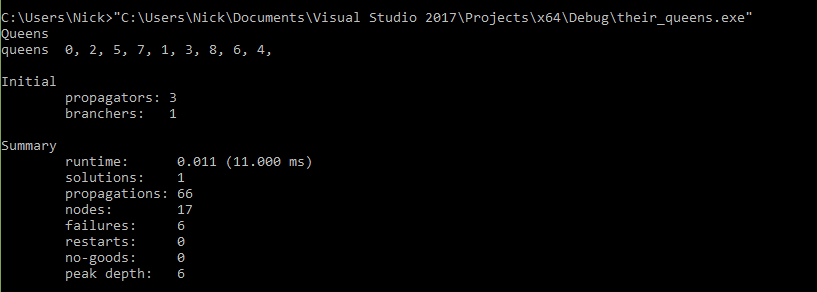 C:\Users\Nick>"C:\Users\Nick\Documents\Visual Studio 2017\Projects\x64\Debug\their_queens.exe"
Queens
queens  0, 2, 5, 7, 1, 3, 8, 6, 4,
Initial
propagators: 3
branchers:   1
Summary
runtime:      0.011 (11.000 ms)
solutions:    1
propagations: 66
nodes:        17
failures:     6
restarts:     0
no-goods:     0
peak depth:   6